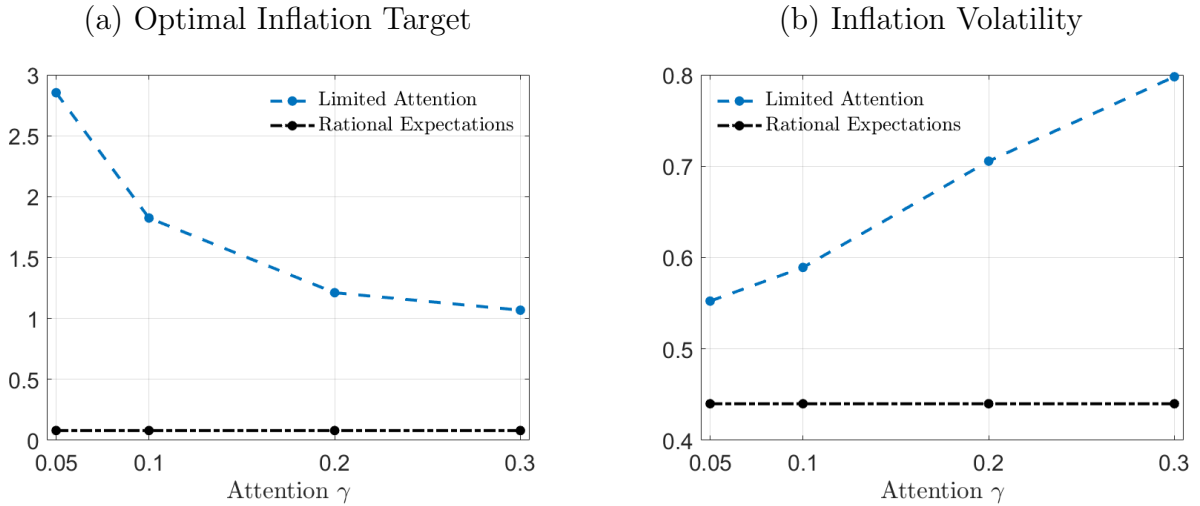 (a) Optimal Inflation Target
3
2.5
2
1.5
1
0.5
0
Limited Attention
Rational Expectations
0.05 0.1 0.2 0.3
Attention γ
(b) Inflation Volatility
0.8
0.7
0.6
0.5
0.4
Limited Attention
Rational Expectations
0.05 0.1 0.2 0.3
Attention γ